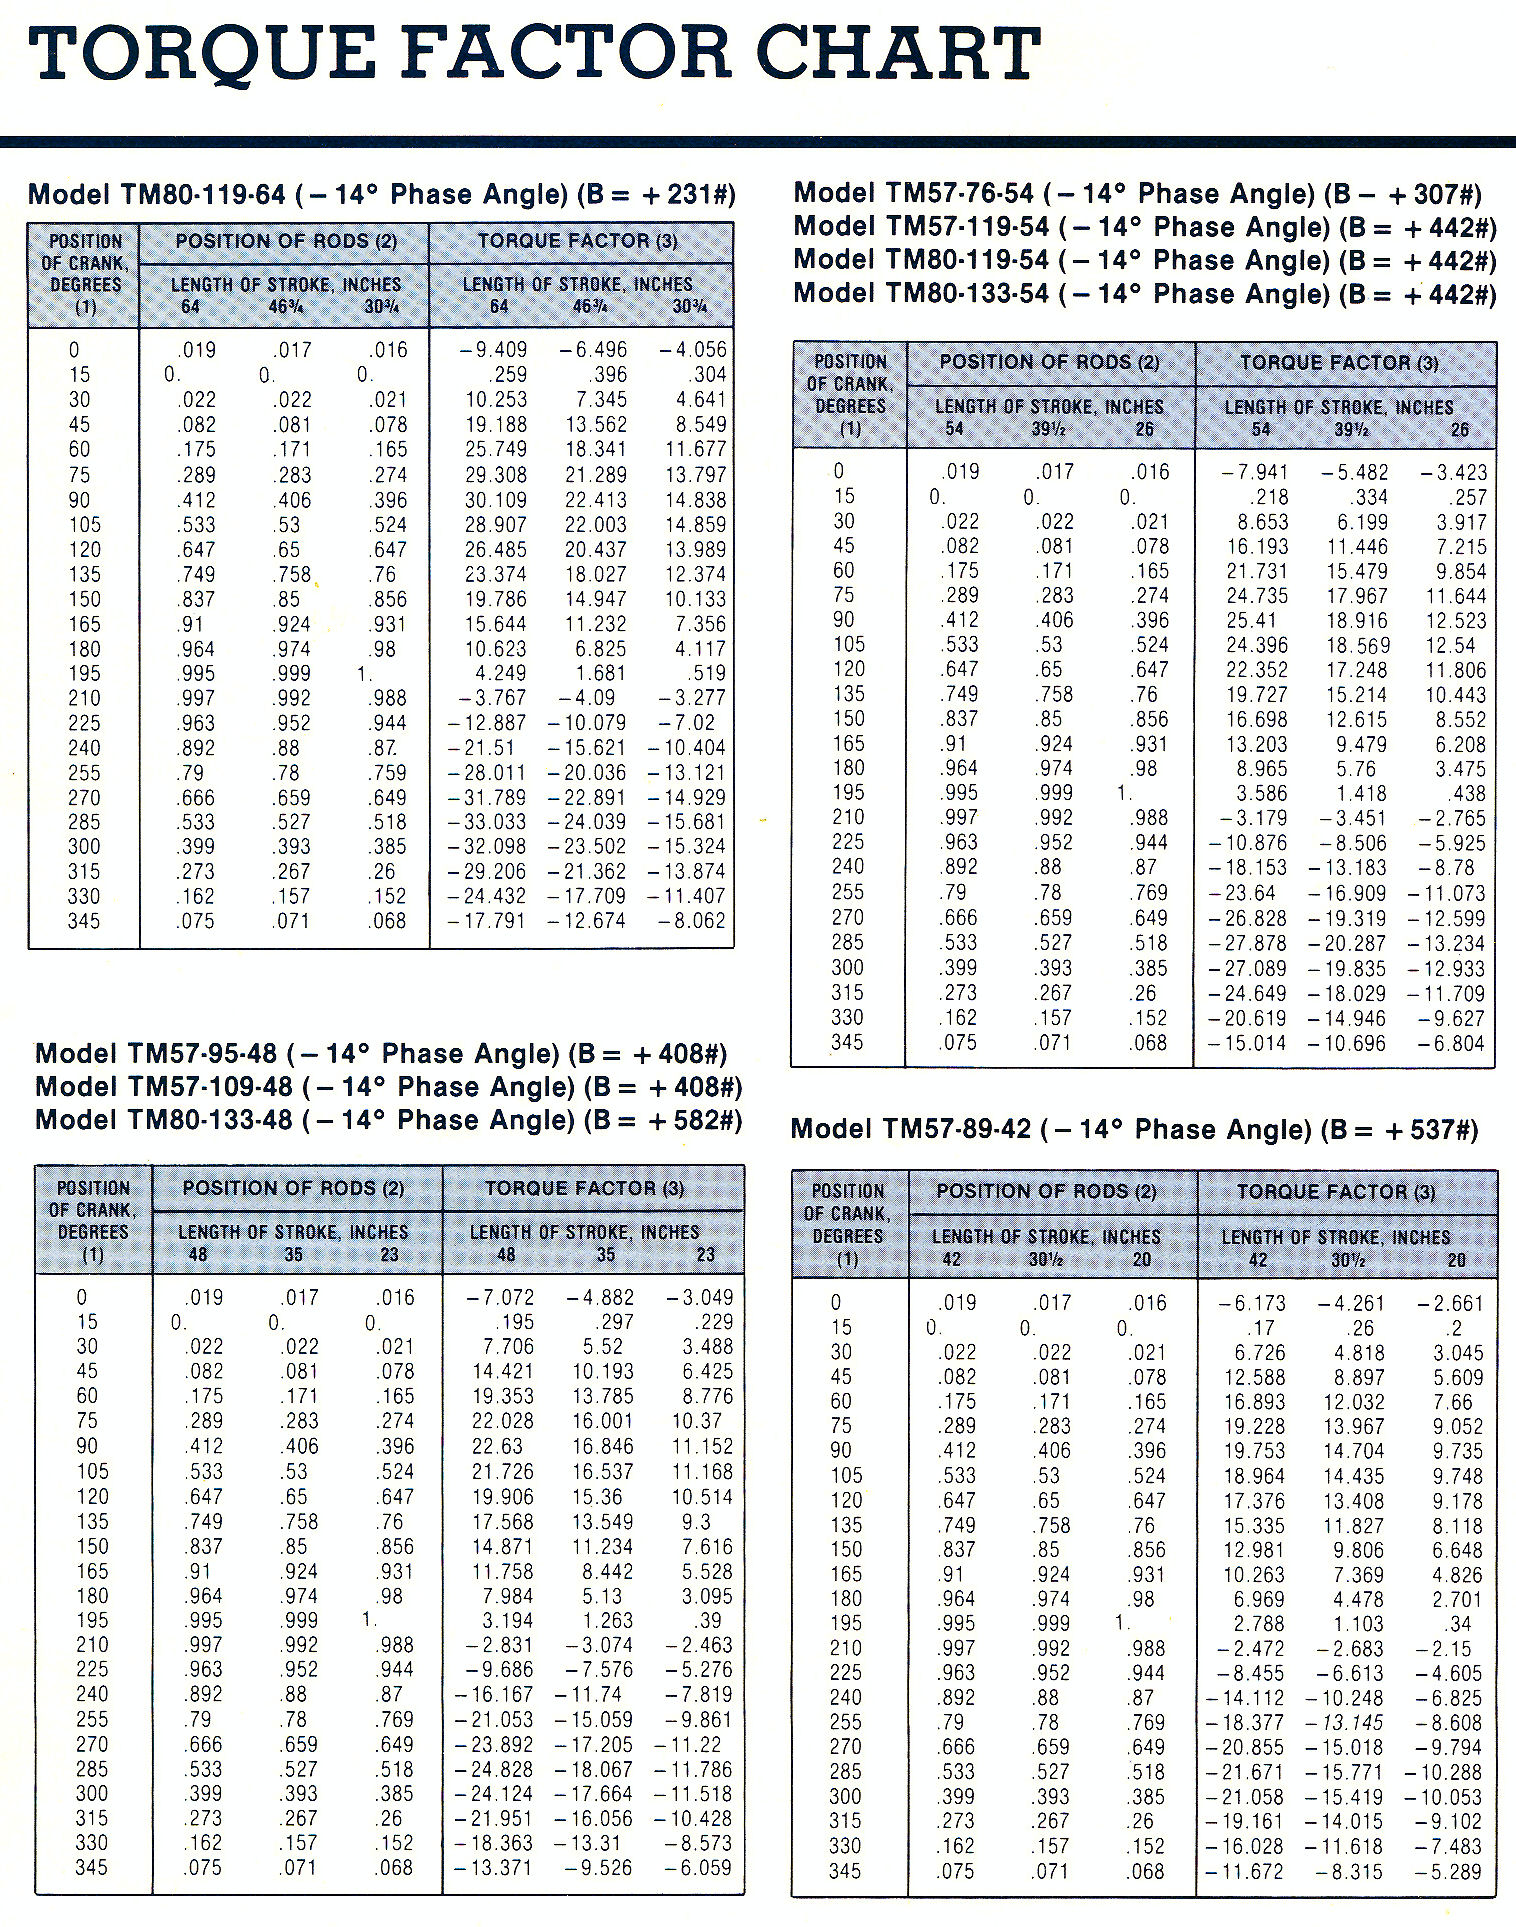 TORQUE FACTOR CHART
Model TM80-119-64 (– 14° Phase Angle) (B = + 231#)
POSITION OF CRANK, DEGREES (1) POSITION OF RODS (2) TORQUE FACTOR (3)
LENGTH OF STROKE, INCHES LENGTH OF STROKE, INCHES
64 46¾ 30¾ 64 46¾ 30¾
0 .019 .017 .016 –9.409 –6.496 –4.056
15 0. 0. 0. .259 .396 .304
30 .022 .022 .021 10.253 7.345 4.641
45 .082 .081 .078 19.188 13.562 8.549
60 .175 .171 .165 25.749 18.341 11.677
75 .289 .283 .274 29.308 21.289 13.797
90 .412 .406 .396 30.109 22.413 14.838
105 .533 .53 .524 28.907 22.003 14.859
120 .647 .65 .647 26.485 20.437 13.989
135 .749 .758 .76 23.374 18.027 12.374
150 .837 .85 .856 19.786 14.947 10.133
165 .91 .924 .931 15.644 11.232 7.356
180 .964 .974 .98 10.623 6.825 4.117
195 .995 .999 1. 4.249 1.681 .519
210 .997 .992 .988 –3.767 –4.09 –3.277
225 .963 .952 .944 –12.887 –10.079 –7.02
240 .892 .88 .87. –21.51 –15.621 –10.404
255 .79 .78 .759 –28.011 –20.036 –13.121
270 .666 .659 .649 –31.789 –22.891 –14.929
285 .533 .527 .518 –33.033 –24.039 –15.681
300 .399 .393 .385 –32.098 –23.502 –15.324
315 .273 .267 .26 –29.206 –21.362 –13.874
330 .162 .157 .152 –24.432 –17.709 –11.407
345 .075 .071 .068 –17.791 –12.674 –8.062
Model TM57-76-54 (– 14° Phase Angle) (B – + 307#)
Model TM57-119-54 (– 14° Phase Angle) (B = + 442#)
Model TM80-119-54 (– 14° Phase Angle) (B = + 442#)
Model TM80-133-54 (– 14° Phase Angle) (B = + 442#)
POSITION OF CRANK, DEGREES (1) POSITION OF RODS (2) TORQUE FACTOR (3)
LENGTH OF STROKE, INCHES LENGTH OF STROKE, INCHES
54 39½ 26 54 39½ 26
0 .019 .017 .016 –7.941 –5.482 –3.423
15 0. 0. 0. .218 .334 .257
30 .022 .022 .021 8.653 6.199 3.917
45 .082 .081 .078 16.193 11.446 7.215
60 .175 .171 .165 21.731 15.479 9.854
75 .289 .283 .274 24.735 17.967 11.644
90 .412 .406 .396 25.41 18.916 12.523
105 .533 .53 .524 24.396 18.569 12.54
120 .647 .65 .647 22.352 17.248 11.806
135 .749 .758 .76 19.727 15.214 10.443
150 .837 .85 .856 16.698 12.615 8.552
165 .91 .924 .931 13.203 9.479 6.208
180 .964 .974 .98 8.965 5.76 3.475
195 .995 .999 1. 3.586 1.418 .438
210 .997 .992 .988 –3.179 –3.451 –2.765
225 .963 .952 .944 –10.876 –8.506 –5.925
240 .892 .88 .87 –18.153 –13.183 –8.78
255 .79 .78 .769 –23.64 –16.909 –11.073
270 .666 .659 .649 –26.828 –19.319 –12.599
285 .533 .527 .518 –27.878 –20.287 –13.234
300 .399 .393 .385 –27.089 –19.835 –12.933
315 .273 .267 .26 –24.649 –18.029 –11.709
330 .162 .157 .152 –20.619 –14.946 –9.627
345 .075 .071 .068 –15.014 –10.696 –6.804
Model TM57-95-48 (– 14° Phase Angle) (B = + 408#)
Model TM57-109-48 (– 14° Phase Angle) (B = + 408#)
Model TM80-133-48 (– 14° Phase Angle) (B = + 582#)
POSITION OF CRANK, DEGREES (1) POSITION OF RODS (2) TORQUE FACTOR (3)
LENGTH OF STROKE, INCHES LENGTH OF STROKE, INCHES
48 35 23 48 35 23
0 .019 .017 .016 –7.072 –4.882 –3.049
15 0. 0. 0. .195 .297 .229
30 .022 .022 .021 7.706 5.52 3.488
45 .082 .081 .078 14.421 10.193 6.425
60 .175 .171 .165 19.353 13.785 8.776
75 .289 .283 .274 22.028 16.001 10.37
90 .412 .406 .396 22.63 16.846 11.152
105 .533 .53 .524 21.726 16.537 11.168
120 .647 .65 .647 19.906 15.36 10.514
135 .749 .758 .76 17.568 13.549 9.3
150 .837 .85 .856 14.871 11.234 7.616
165 .91 .924 .931 11.758 8.442 5.528
180 .964 .974 .98 7.984 5.13 3.095
195 .995 .999 1. 3.194 1.263 .39
210 .997 .992 .988 –2.831 –3.074 –2.463
225 .963 .952 .944 –9.686 –7.576 –5.276
240 .892 .88 .87 –16.167 –11.74 –7.819
255 .79 .78 .769 –21.053 –15.059 –9.861
270 .666 .659 .649 –23.892 –17.205 –11.22
285 .533 .527 .518 –24.828 –18.067 –11.786
300 .399 .393 .385 –24.124 –17.664 –11.518
315 .273 .267 .26 –21.951 –16.056 –10.428
330 .162 .157 .152 –18.363 –13.31 –8.573
345 .075 .071 .068 –13.371 –9.526 –6.059
Model TM57-89-42 (– 14° Phase Angle) (B = + 537#)
POSITION OF CRANK, DEGREES (1) POSITION OF RODS (2) TORQUE FACTOR (3)
LENGTH OF STROKE, INCHES LENGTH OF STROKE, INCHES
42 30½ 20 42 30½ 20
0 .019 .017 .016 –6.173 –4.261 –2.661
15 0. 0. 0. .17 .26 .2
30 .022 .022 .021 6.726 4.818 3.045
45 .082 .081 .078 12.588 8.897 5.609
60 .175 .171 .165 16.893 12.032 7.66
75 .289 .283 .274 19.228 13.967 9.052
90 .412 .406 .396 19.753 14.704 9.735
105 .533 .53 .524 18.964 14.435 9.748
120 .647 .65 .647 17.376 13.408 9.178
135 .749 .758 .76 15.335 11.827 8.118
150 .837 .85 .856 12.981 9.806 6.648
165 .91 .924 .931 10.263 7.369 4.826
180 .964 .974 .98 6.969 4.478 2.701
195 .995 .999 1. 2.788 1.103 .34
210 .997 .992 .988 –2.472 –2.683 –2.15
225 .963 .952 .944 –8.455 –6.613 –4.605
240 .892 .88 .87 –14.112 –10.248 –6.825
255 .79 .78 .769 –18.377 –13.145 –8.608
270 .666 .659 .649 –20.855 –15.018 –9.794
285 .533 .527 .518 –21.671 –15.771 –10.288
300 .399 .393 .385 –21.058 –15.419 –10.053
315 .273 .267 .26 –19.161 –14.015 –9.102
330 .162 .157 .152 –16.028 –11.618 –7.483
345 .075 .071 .068 –11.672 –8.315 –5.289